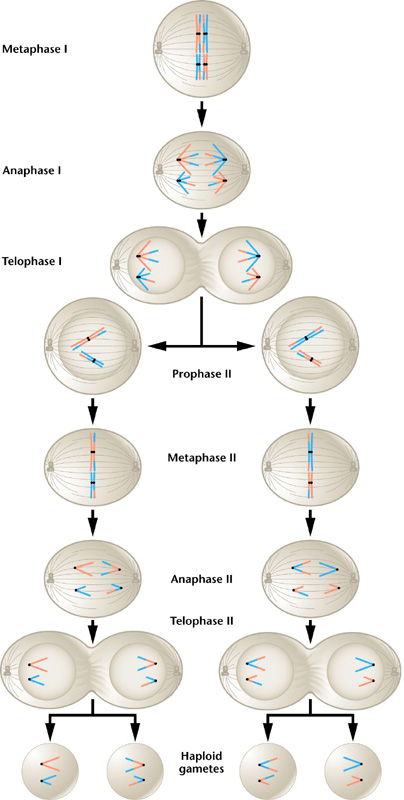 Metaphase I
Anaphase I
Telophase I
Prophase II
Metaphase II
Anaphase II
Telophase II
Haploid
gametes